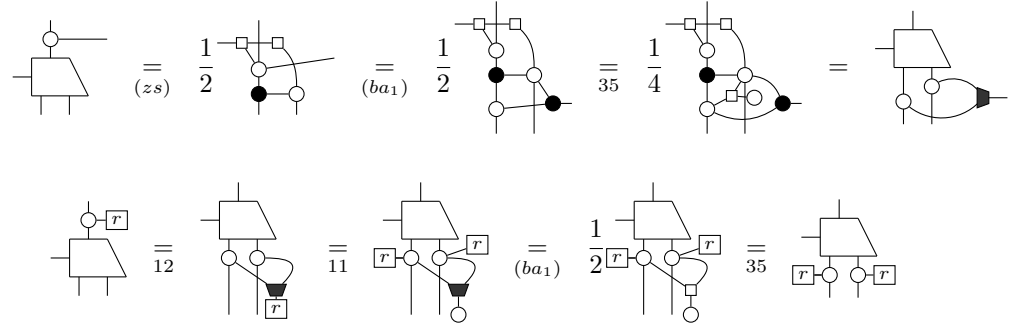 = (zs) 1/2 = (ba₁) 1/2 = 35 1/4 =
r = 12 r = 11 r r = (ba₁) 1/2 r r = 35 r r